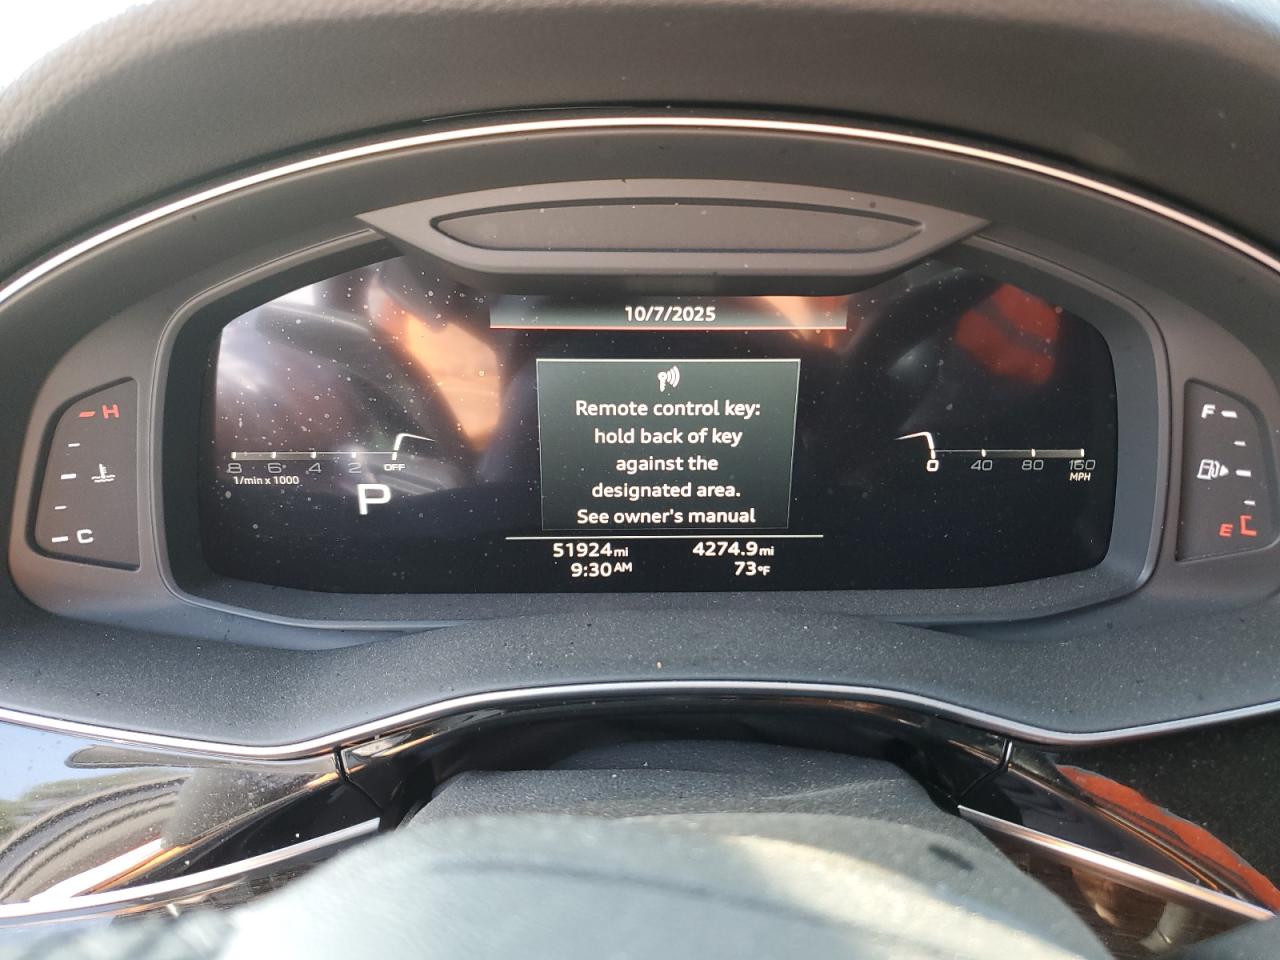 10/7/2025
Remote control key:
hold back of key
against the
designated area.
See owner's manual
H
C
8 6 4 2 OFF
1/min x 1000
P
0 40 80 160
MPH
F
E
51924mi 4274.9mi
9:30AM 73°F